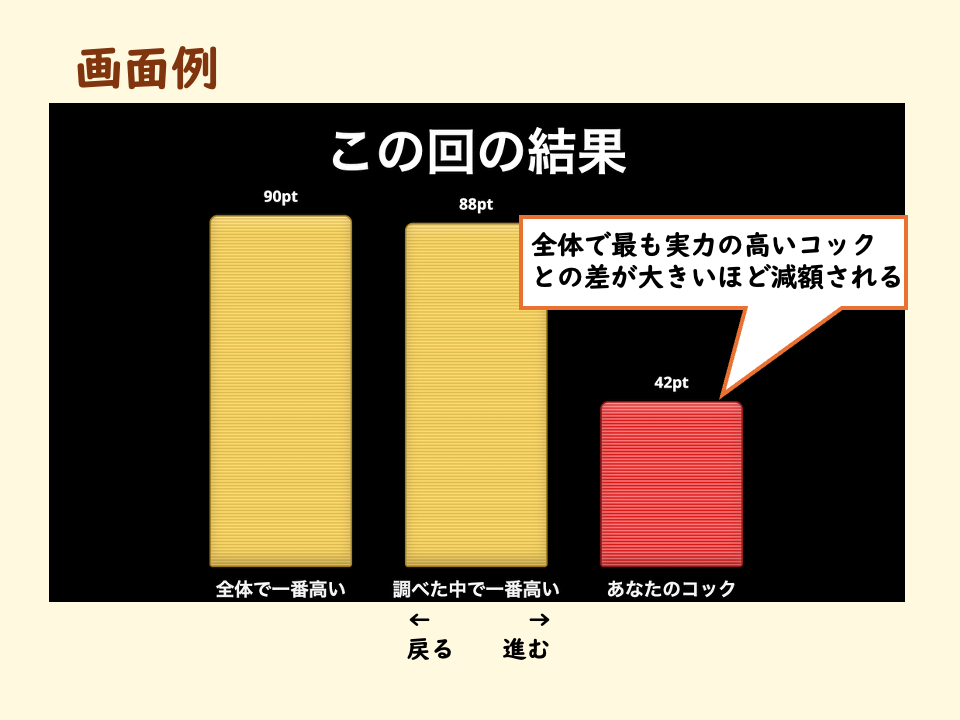 画面例
この回の結果
90pt
88pt
全体で最も実力の高いコック
との差が大きいほど減額される
42pt
全体で一番高い
調べた中で一番高い
あなたのコック
← →
戻る 進む